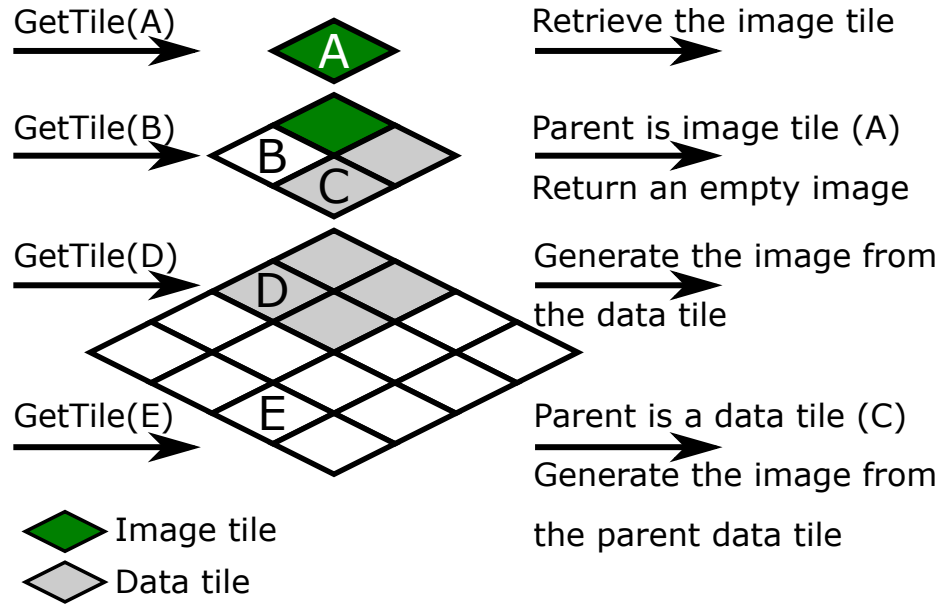 GetTile(A)
A
Retrieve the image tile
GetTile(B)
B
C
Parent is image tile (A)
Return an empty image
GetTile(D)
D
Generate the image from
the data tile
GetTile(E)
E
Parent is a data tile (C)
Generate the image from
the parent data tile
Image tile
Data tile